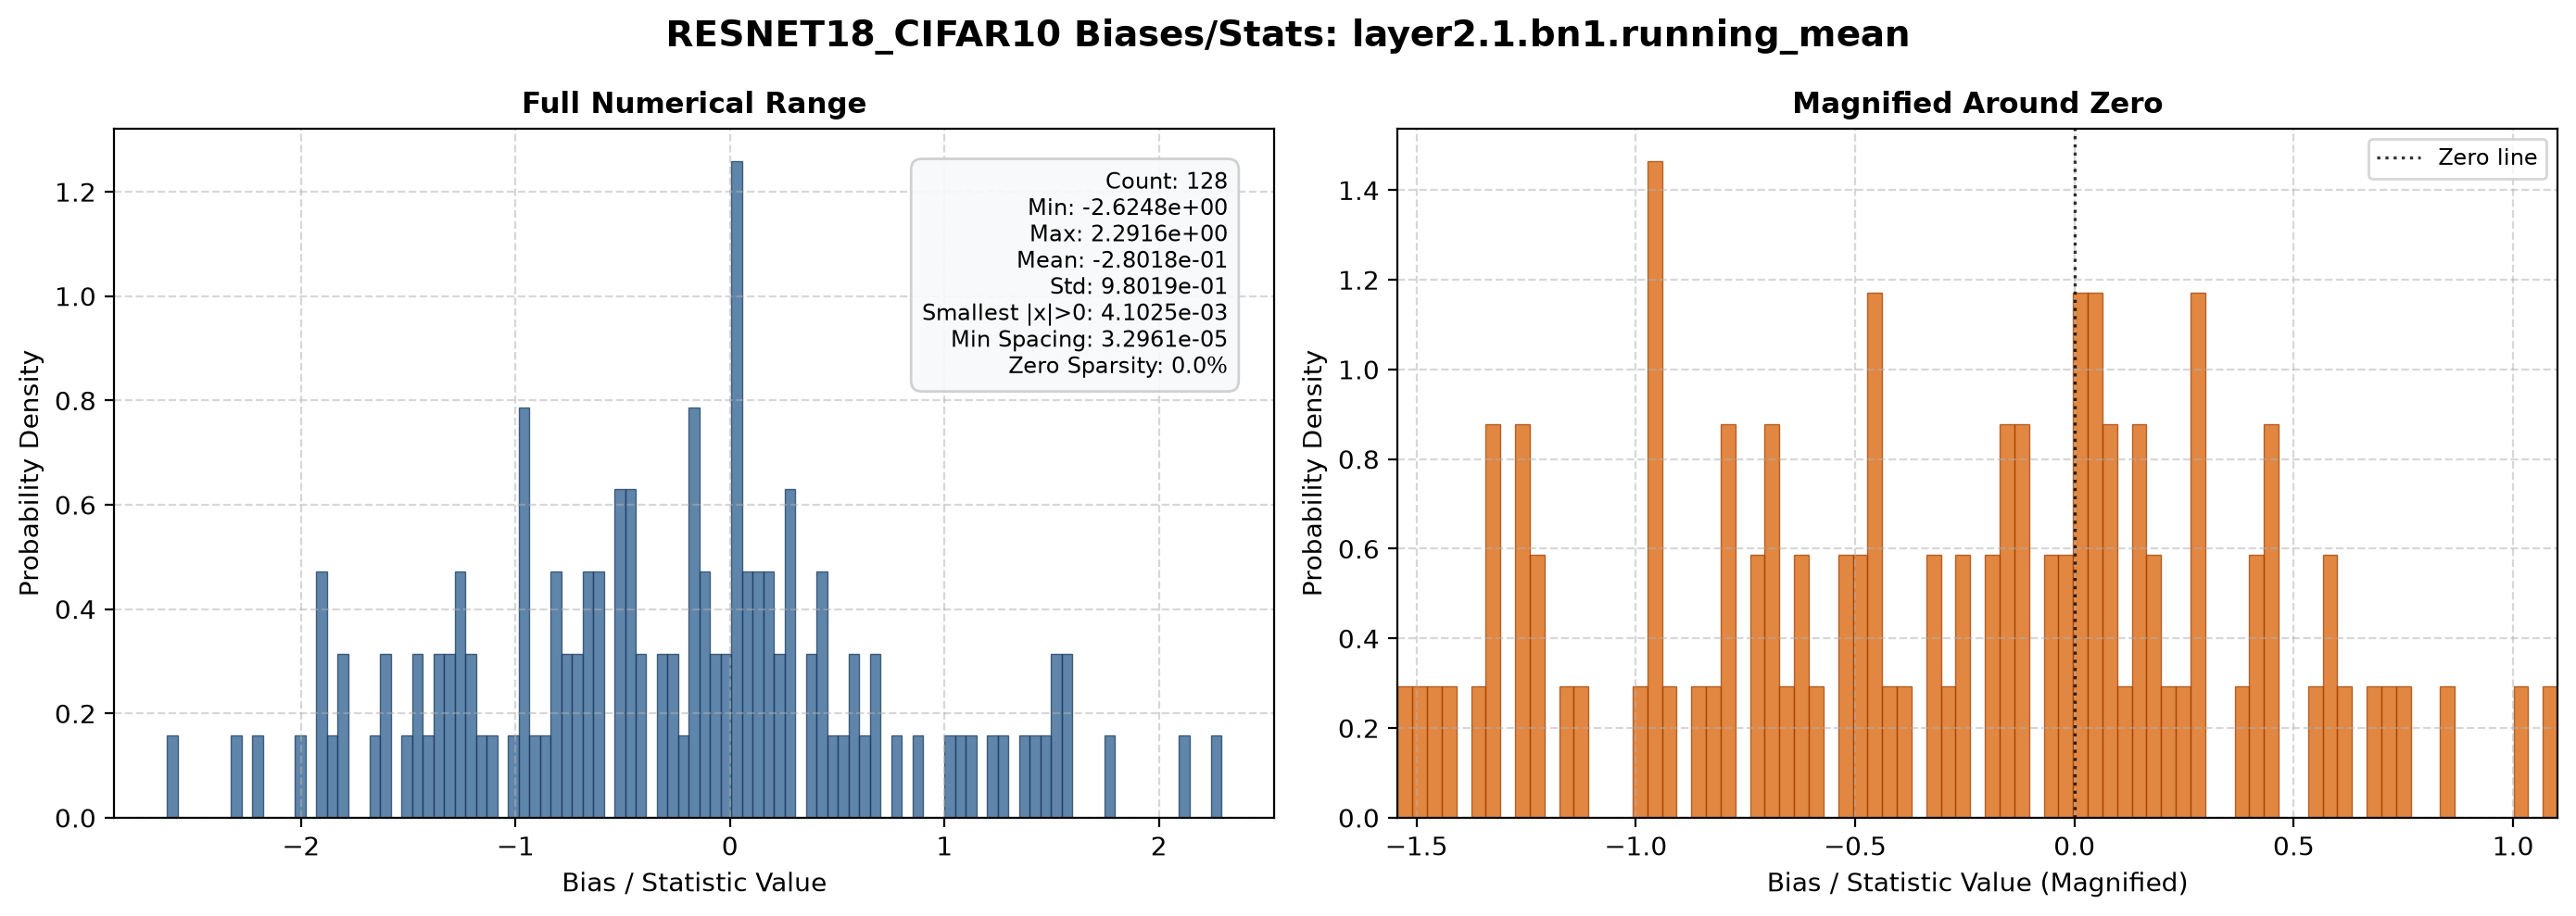 RESNET18_CIFAR10 Biases/Stats: layer2.1.bn1.running_mean
Full Numerical Range
Probability Density
1.2
1.0
0.8
0.6
0.4
0.2
0.0
Count: 128
Min: -2.6248e+00
Max: 2.2916e+00
Mean: -2.8018e-01
Std: 9.8019e-01
Smallest |x|>0: 4.1025e-03
Min Spacing: 3.2961e-05
Zero Sparsity: 0.0%
−2 −1 0 1 2
Bias / Statistic Value
Magnified Around Zero
Probability Density
1.4
1.2
1.0
0.8
0.6
0.4
0.2
0.0
Zero line
−1.5 −1.0 −0.5 0.0 0.5 1.0
Bias / Statistic Value (Magnified)